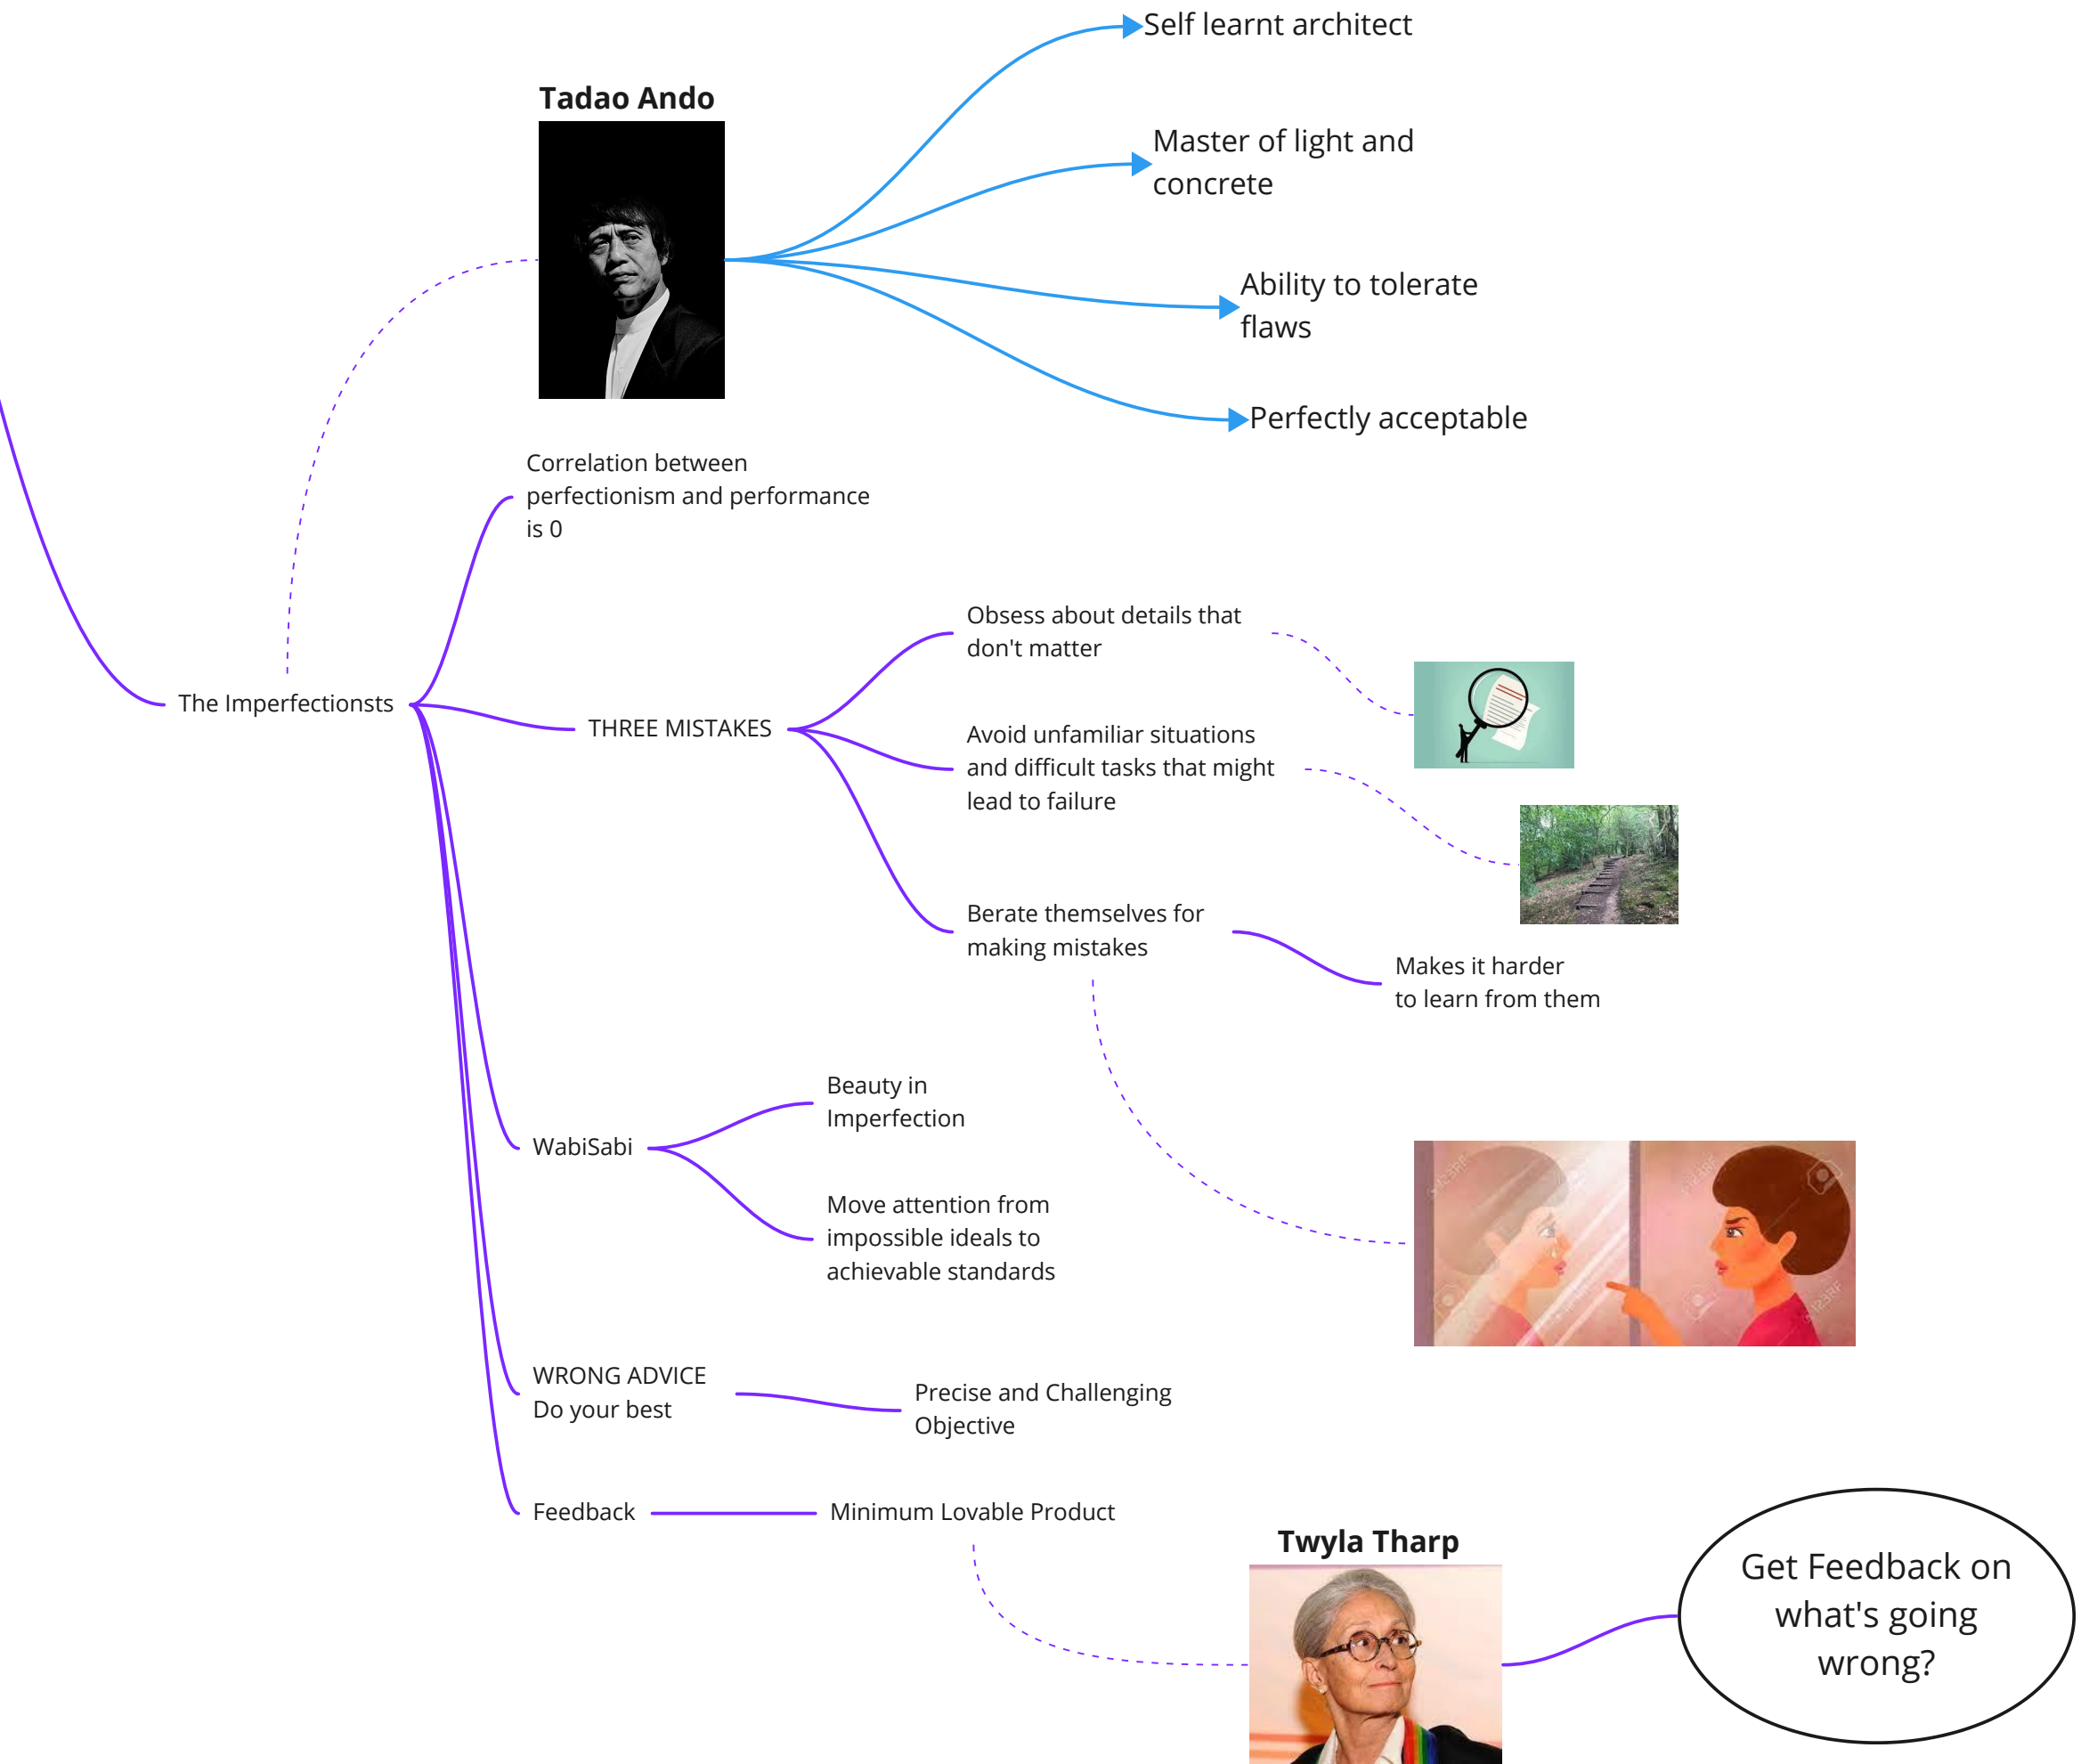 Self learnt architect
Tadao Ando
Master of light and
concrete
Ability to tolerate
flaws
Perfectly acceptable
Correlation between
perfectionism and performance
is 0
The Imperfectionsts
THREE MISTAKES
Obsess about details that
don't matter
Avoid unfamiliar situations
and difficult tasks that might
lead to failure
Berate themselves for
making mistakes
Makes it harder
to learn from them
WabiSabi
Beauty in
Imperfection
Move attention from
impossible ideals to
achievable standards
WRONG ADVICE
Do your best
Precise and Challenging
Objective
Feedback
Minimum Lovable Product
Twyla Tharp
Get Feedback on
what's going
wrong?